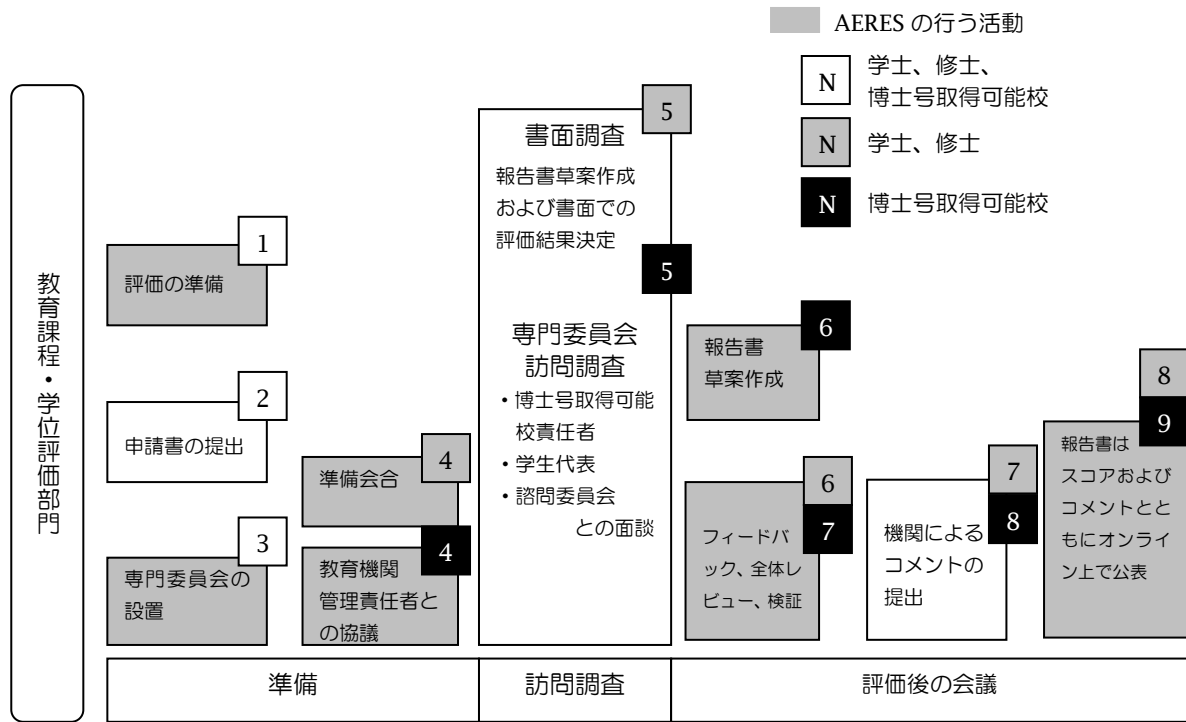 AERES の行う活動
N
学士、修士、
博士号取得可能校
N
学士、修士
N
博士号取得可能校
教育課程・学位評価部門
1
評価の準備
2
申請書の提出
3
専門委員会の
設置
4
準備会合
4
教育機関
管理責任者と
の協議
5
書面調査
報告書草案作成
および書面での
評価結果決定
5
専門委員会
訪問調査
・博士号取得可能
校責任者
・学生代表
・諮問委員会
との面談
6
報告書
草案作成
6
7
フィードバ
ック、全体レ
ビュー、検証
7
8
機関による
コメントの
提出
8
9
報告書は
スコアおよび
コメントとと
もにオンライ
ン上で公表
準備
訪問調査
評価後の会議